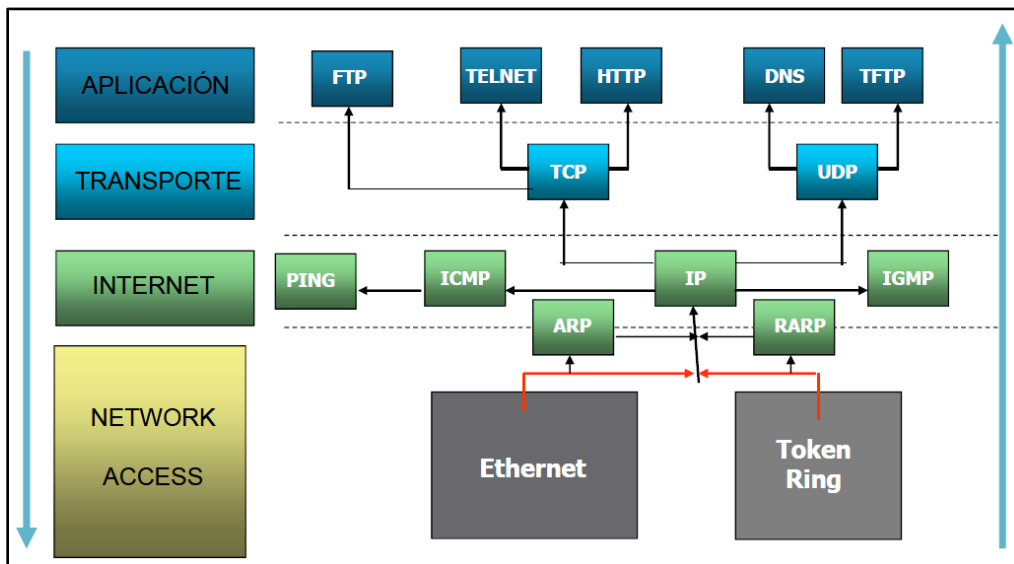 APLICACIÓN
FTP
TELNET
HTTP
DNS
TFTP
TRANSPORTE
TCP
UDP
INTERNET
PING
ICMP
IP
IGMP
ARP
RARP
NETWORK
ACCESS
Ethernet
Token
Ring